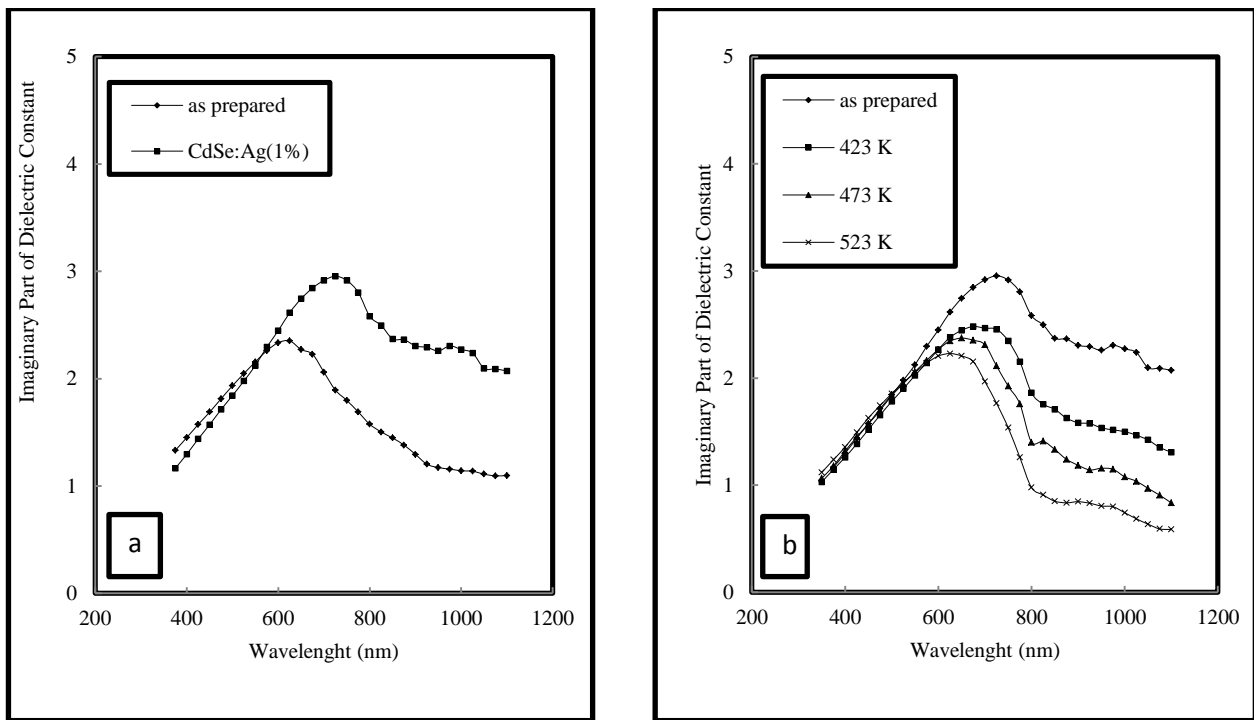 Imaginary Part of Dielectric Constant
5
4
3
2
1
0
as prepared
CdSe:Ag(1%)
a
200
400
600
800
1000
1200
Wavelenght (nm)
Imaginary Part of Dielectric Constant
5
4
3
2
1
0
as prepared
423 K
473 K
523 K
b
200
400
600
800
1000
1200
Wavelenght (nm)